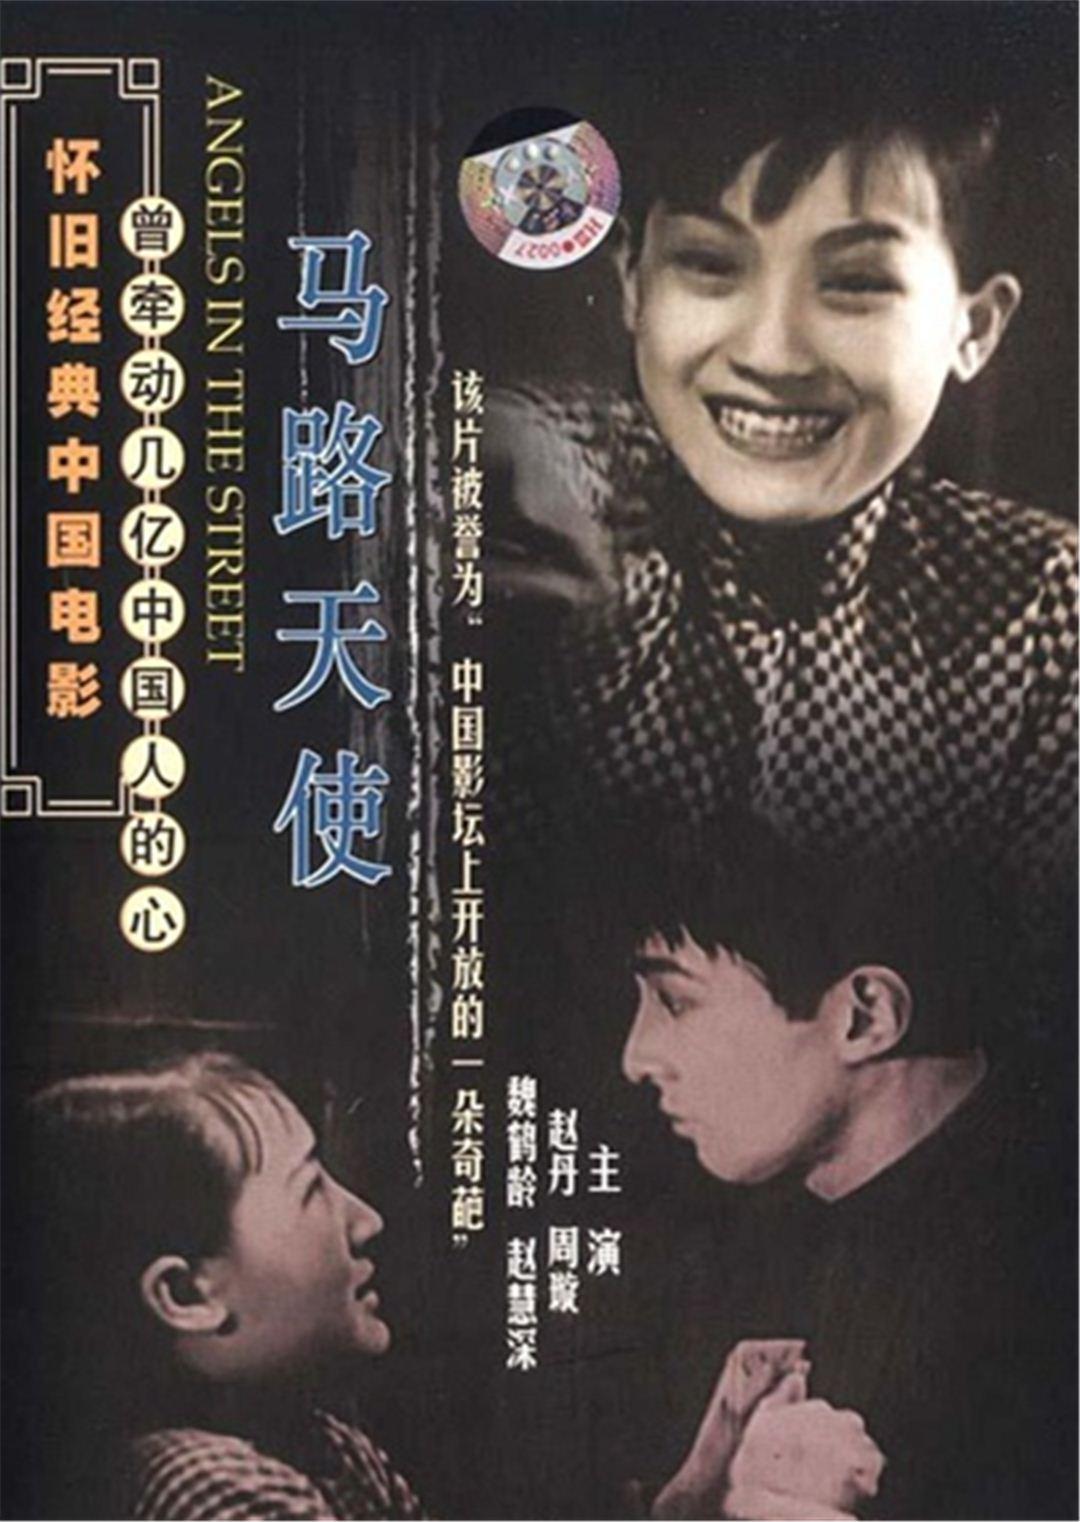 怀旧经典中国电影
曾牵动几亿中国人的心
ANGELS IN THE STREET
马路天使
该片被誉为“中国影坛上开放的一朵奇葩”
主演
赵丹 周璇
魏鹤龄 赵慧深
0027